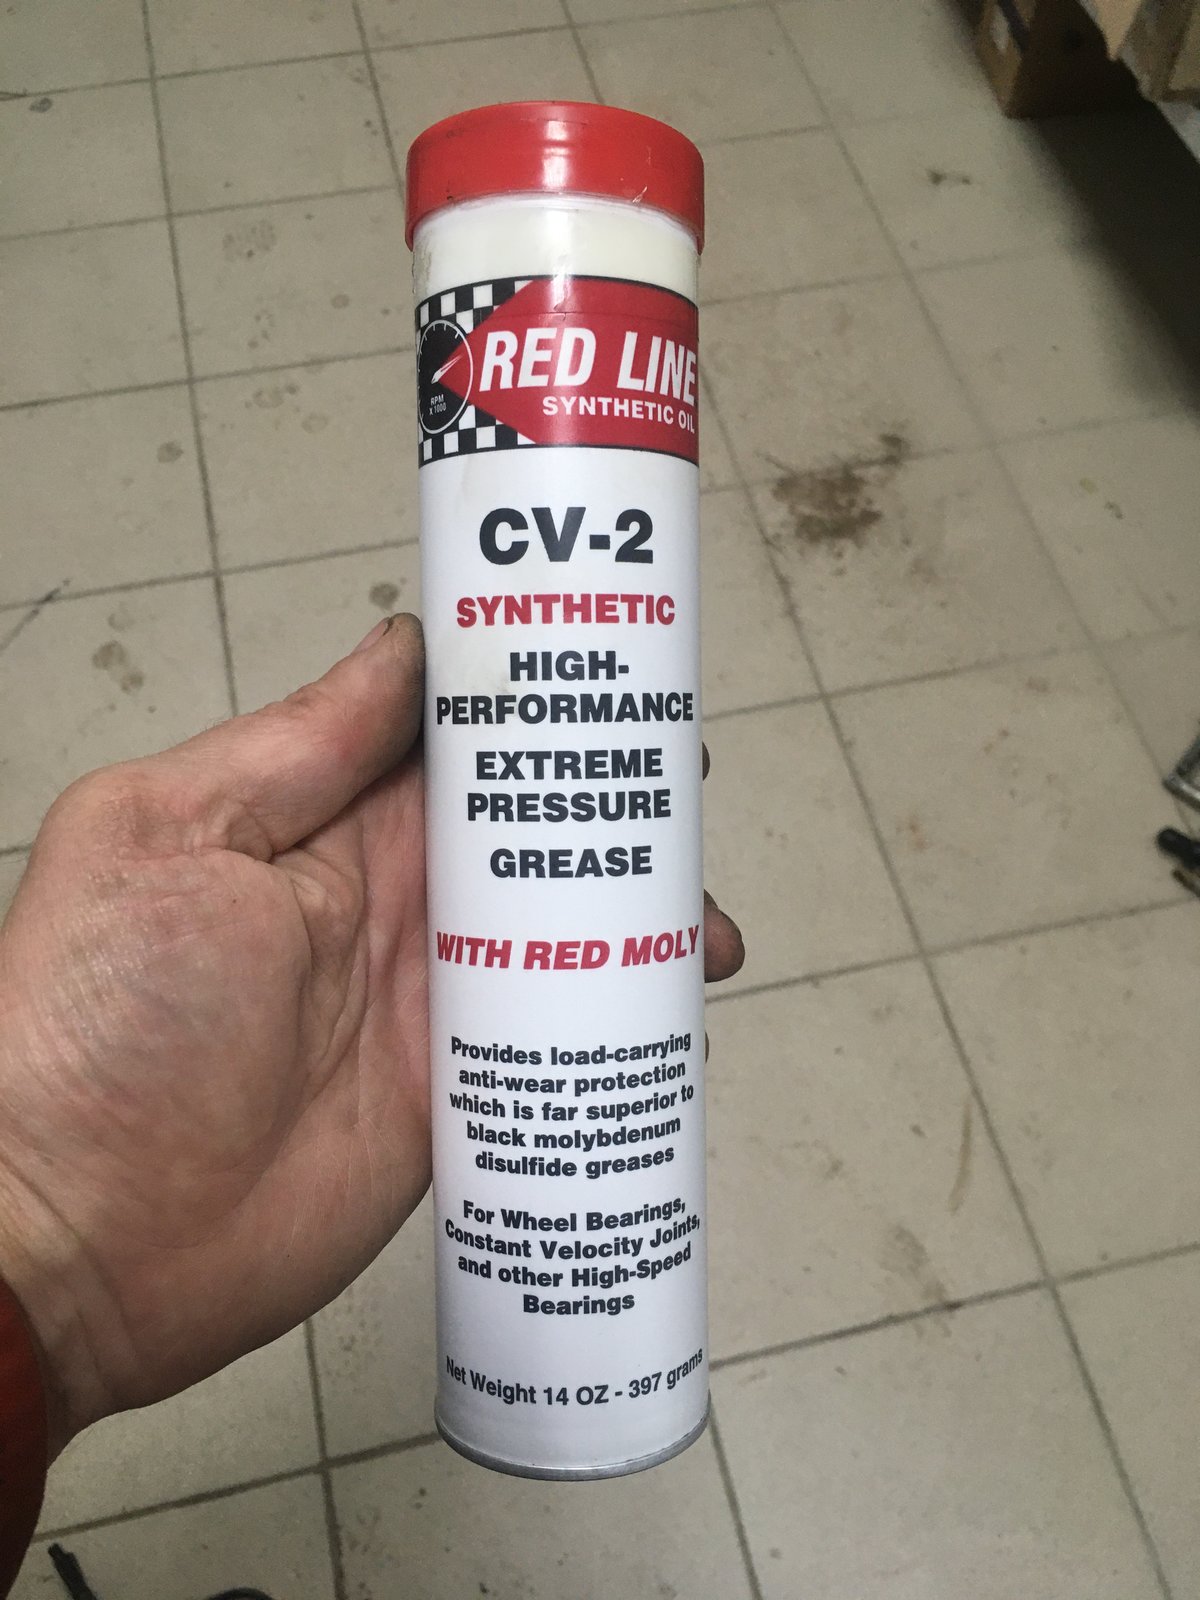 RPM
X 1000
RED LINE
SYNTHETIC OIL
CV-2
SYNTHETIC
HIGH-
PERFORMANCE
EXTREME
PRESSURE
GREASE
WITH RED MOLY
Provides load-carrying
anti-wear protection
which is far superior to
black molybdenum
disulfide greases
For Wheel Bearings,
Constant Velocity Joints,
and other High-Speed
Bearings
Net Weight 14 OZ - 397 grams